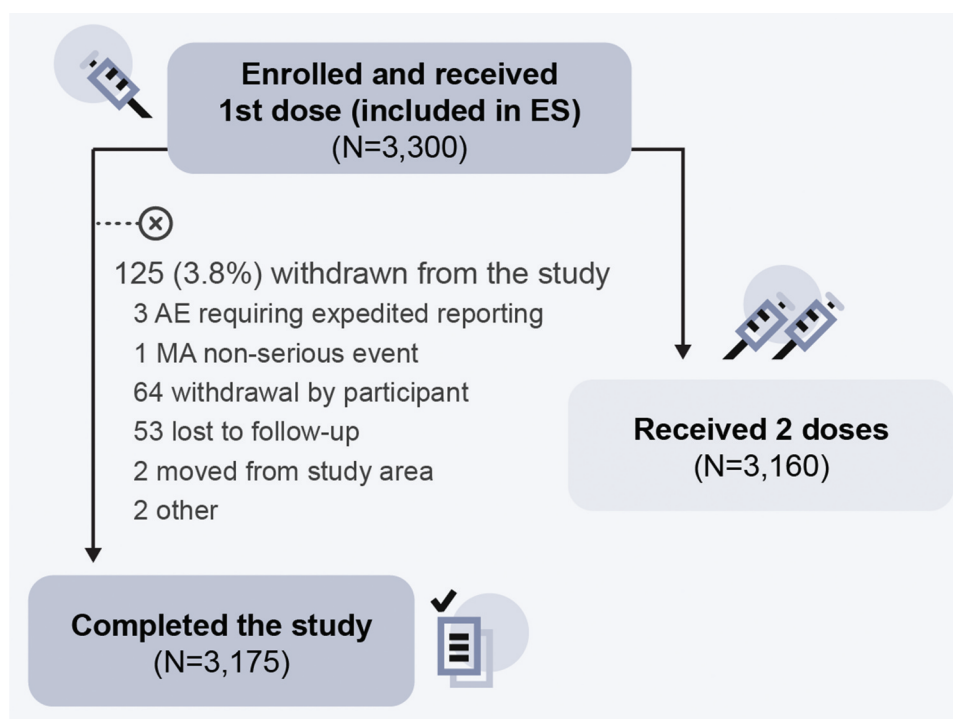 Enrolled and received
1st dose (included in ES)
(N=3,300)
125 (3.8%) withdrawn from the study
3 AE requiring expedited reporting
1 MA non-serious event
64 withdrawal by participant
53 lost to follow-up
2 moved from study area
2 other
Received 2 doses
(N=3,160)
Completed the study
(N=3,175)